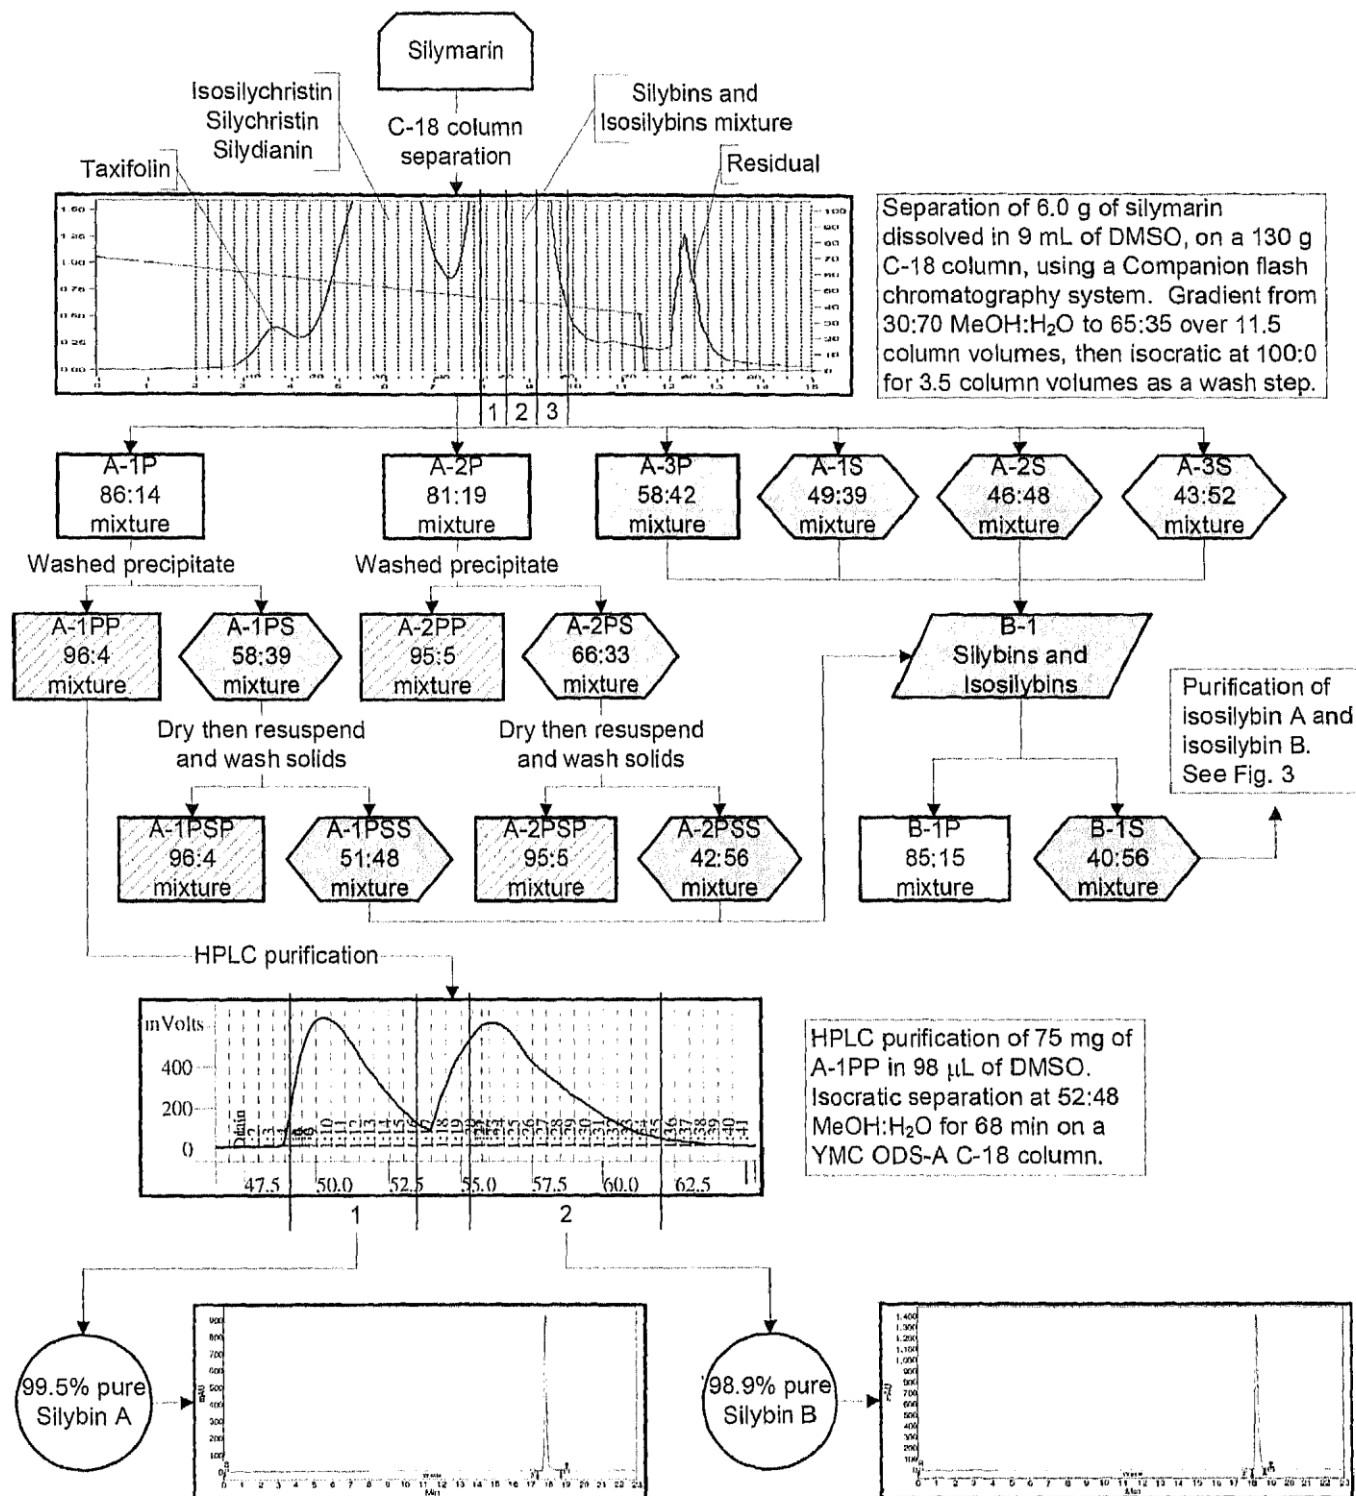 Silymarin
Isosilychristin
Silychristin
Silydianin
C-18 column
separation
Silybins and
Isosilybins mixture
Taxifolin
Residual
Separation of 6.0 g of silymarin
dissolved in 9 mL of DMSO, on a 130 g
C-18 column, using a Companion flash
chromatography system. Gradient from
30:70 MeOH:H₂O to 65:35 over 11.5
column volumes, then isocratic at 100:0
for 3.5 column volumes as a wash step.
1 2 3
A-1P
86:14
mixture
A-2P
81:19
mixture
A-3P
58:42
mixture
A-1S
49:39
mixture
A-2S
46:48
mixture
A-3S
43:52
mixture
Washed precipitate
Washed precipitate
A-1PP
96:4
mixture
A-1PS
58:39
mixture
A-2PP
95:5
mixture
A-2PS
66:33
mixture
B-1
Silybins and
Isosilybins
Purification of
isosilybin A and
isosilybin B.
See Fig. 3
Dry then resuspend
and wash solids
Dry then resuspend
and wash solids
A-1PSP
96:4
mixture
A-1PSS
51:48
mixture
A-2PSP
95:5
mixture
A-2PSS
42:56
mixture
B-1P
85:15
mixture
B-1S
40:56
mixture
HPLC purification
mVolts
400
200
0
47.5 50.0 52.5 55.0 57.5 60.0 62.5
1 2
HPLC purification of 75 mg of
A-1PP in 98 µL of DMSO.
Isocratic separation at 52:48
MeOH:H₂O for 68 min on a
YMC ODS-A C-18 column.
99.5% pure
Silybin A
98.9% pure
Silybin B